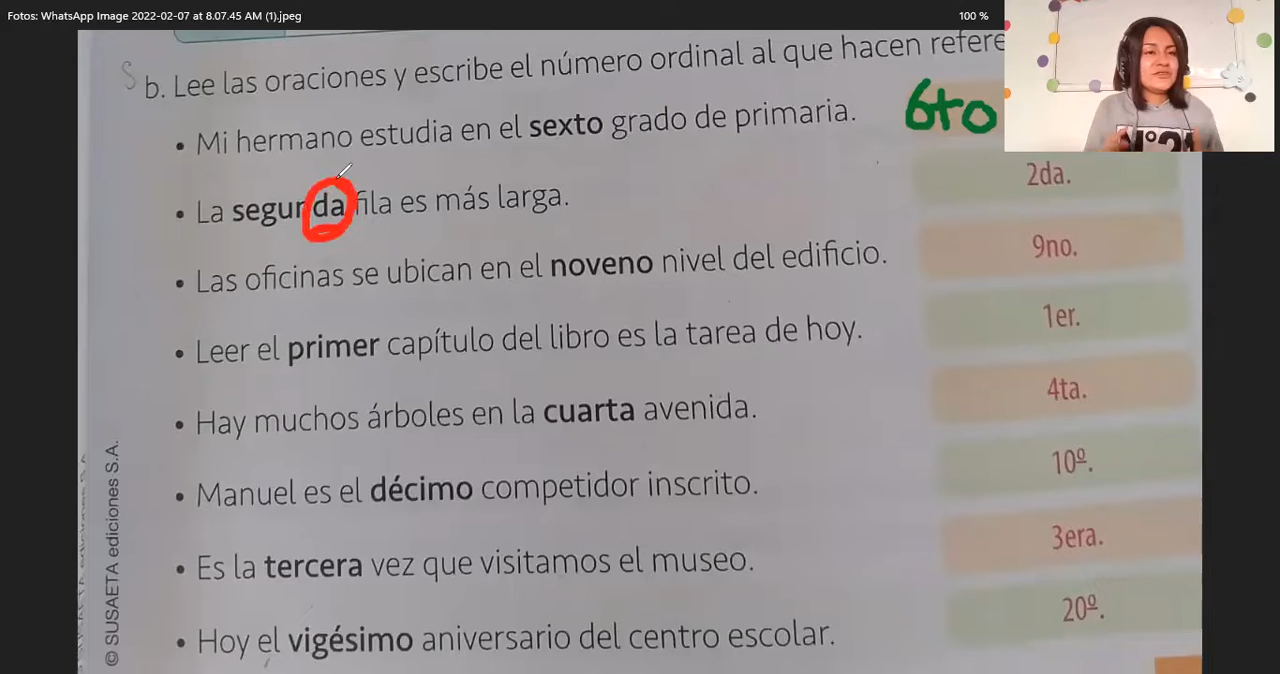 Fotos: WhatsApp Image 2022-02-07 at 8.07.45 AM (1).jpeg
100 %
b. Lee las oraciones y escribe el número ordinal al que hacen refere
• Mi hermano estudia en el sexto grado de primaria.
6to
• La segunda fila es más larga.
2da.
• Las oficinas se ubican en el noveno nivel del edificio.
9no.
• Leer el primer capítulo del libro es la tarea de hoy.
1er.
• Hay muchos árboles en la cuarta avenida.
4ta.
• Manuel es el décimo competidor inscrito.
10º.
• Es la tercera vez que visitamos el museo.
3era.
• Hoy el vigésimo aniversario del centro escolar.
20º.
© SUSAETA ediciones S.A.